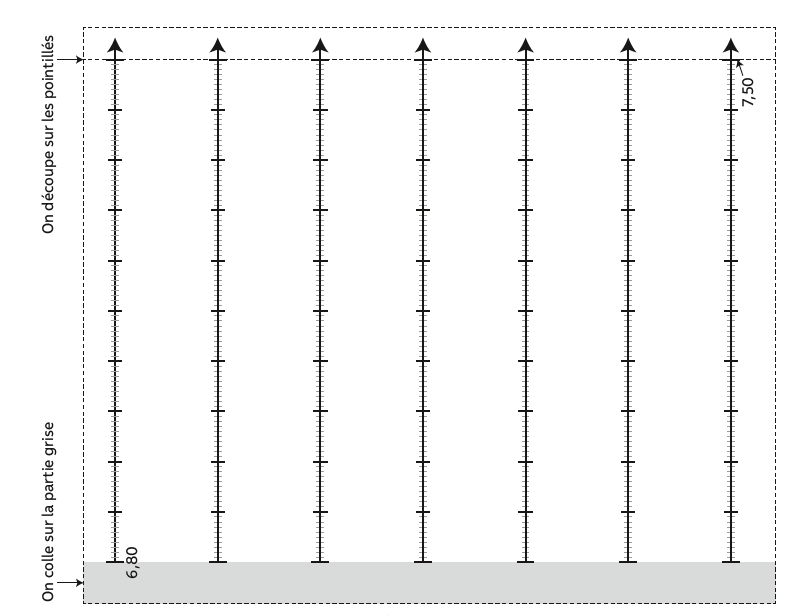 On découpe sur les pointillés
7,50
On colle sur la partie grise
6,80